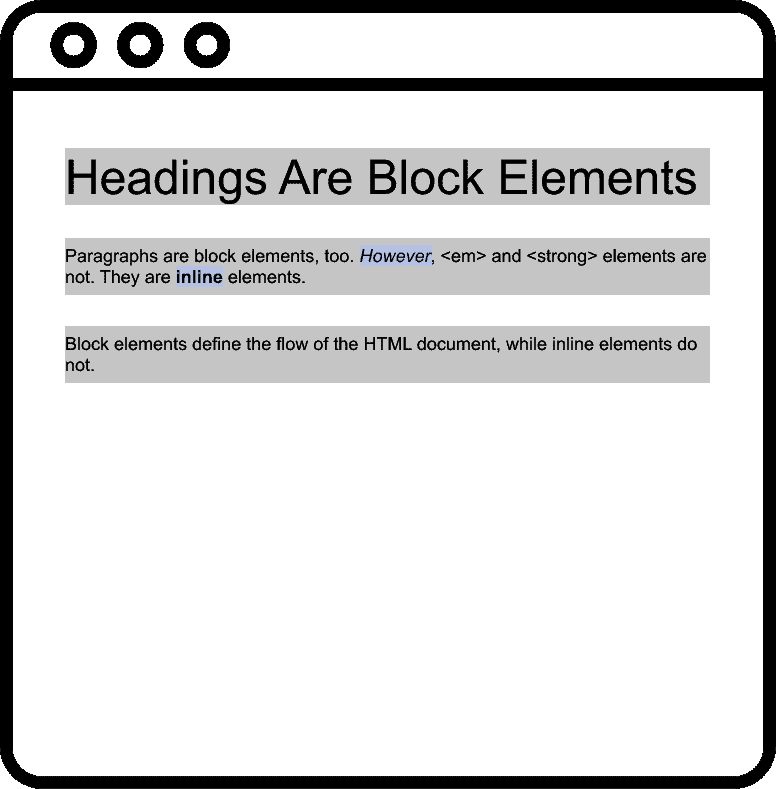 Headings Are Block Elements
Paragraphs are block elements, too. However, <em> and <strong> elements are
not. They are inline elements.
Block elements define the flow of the HTML document, while inline elements do
not.